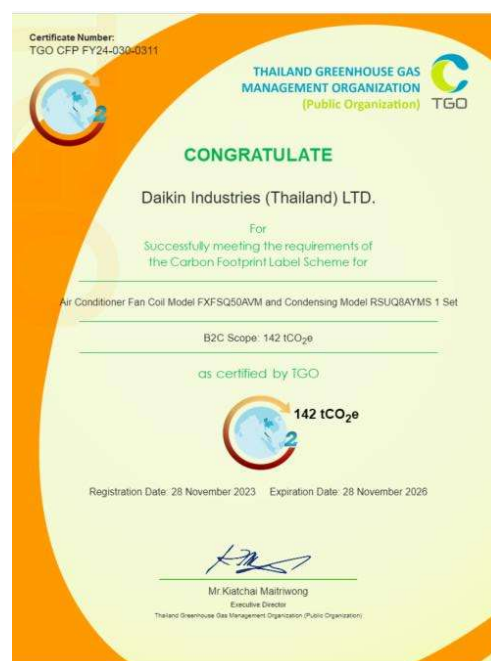 Certificate Number:
TGO CFP FY24-030-0311
THAILAND GREENHOUSE GAS
MANAGEMENT ORGANIZATION
(Public Organization)
TGO
2
CONGRATULATE
Daikin Industries (Thailand) LTD.
For
Successfully meeting the requirements of
the Carbon Footprint Label Scheme for
Air Conditioner Fan Coil Model FXFSQ50AVM and Condensing Model RSUQ8AYMS 1 Set
B2C Scope: 142 tCO₂e
as certified by TGO
142 tCO₂e
2
Registration Date: 28 November 2023 Expiration Date: 28 November 2026
Mr.Kiatchai Maitriwong
Executive Director
Thailand Greenhouse Gas Management Organization (Public Organization)